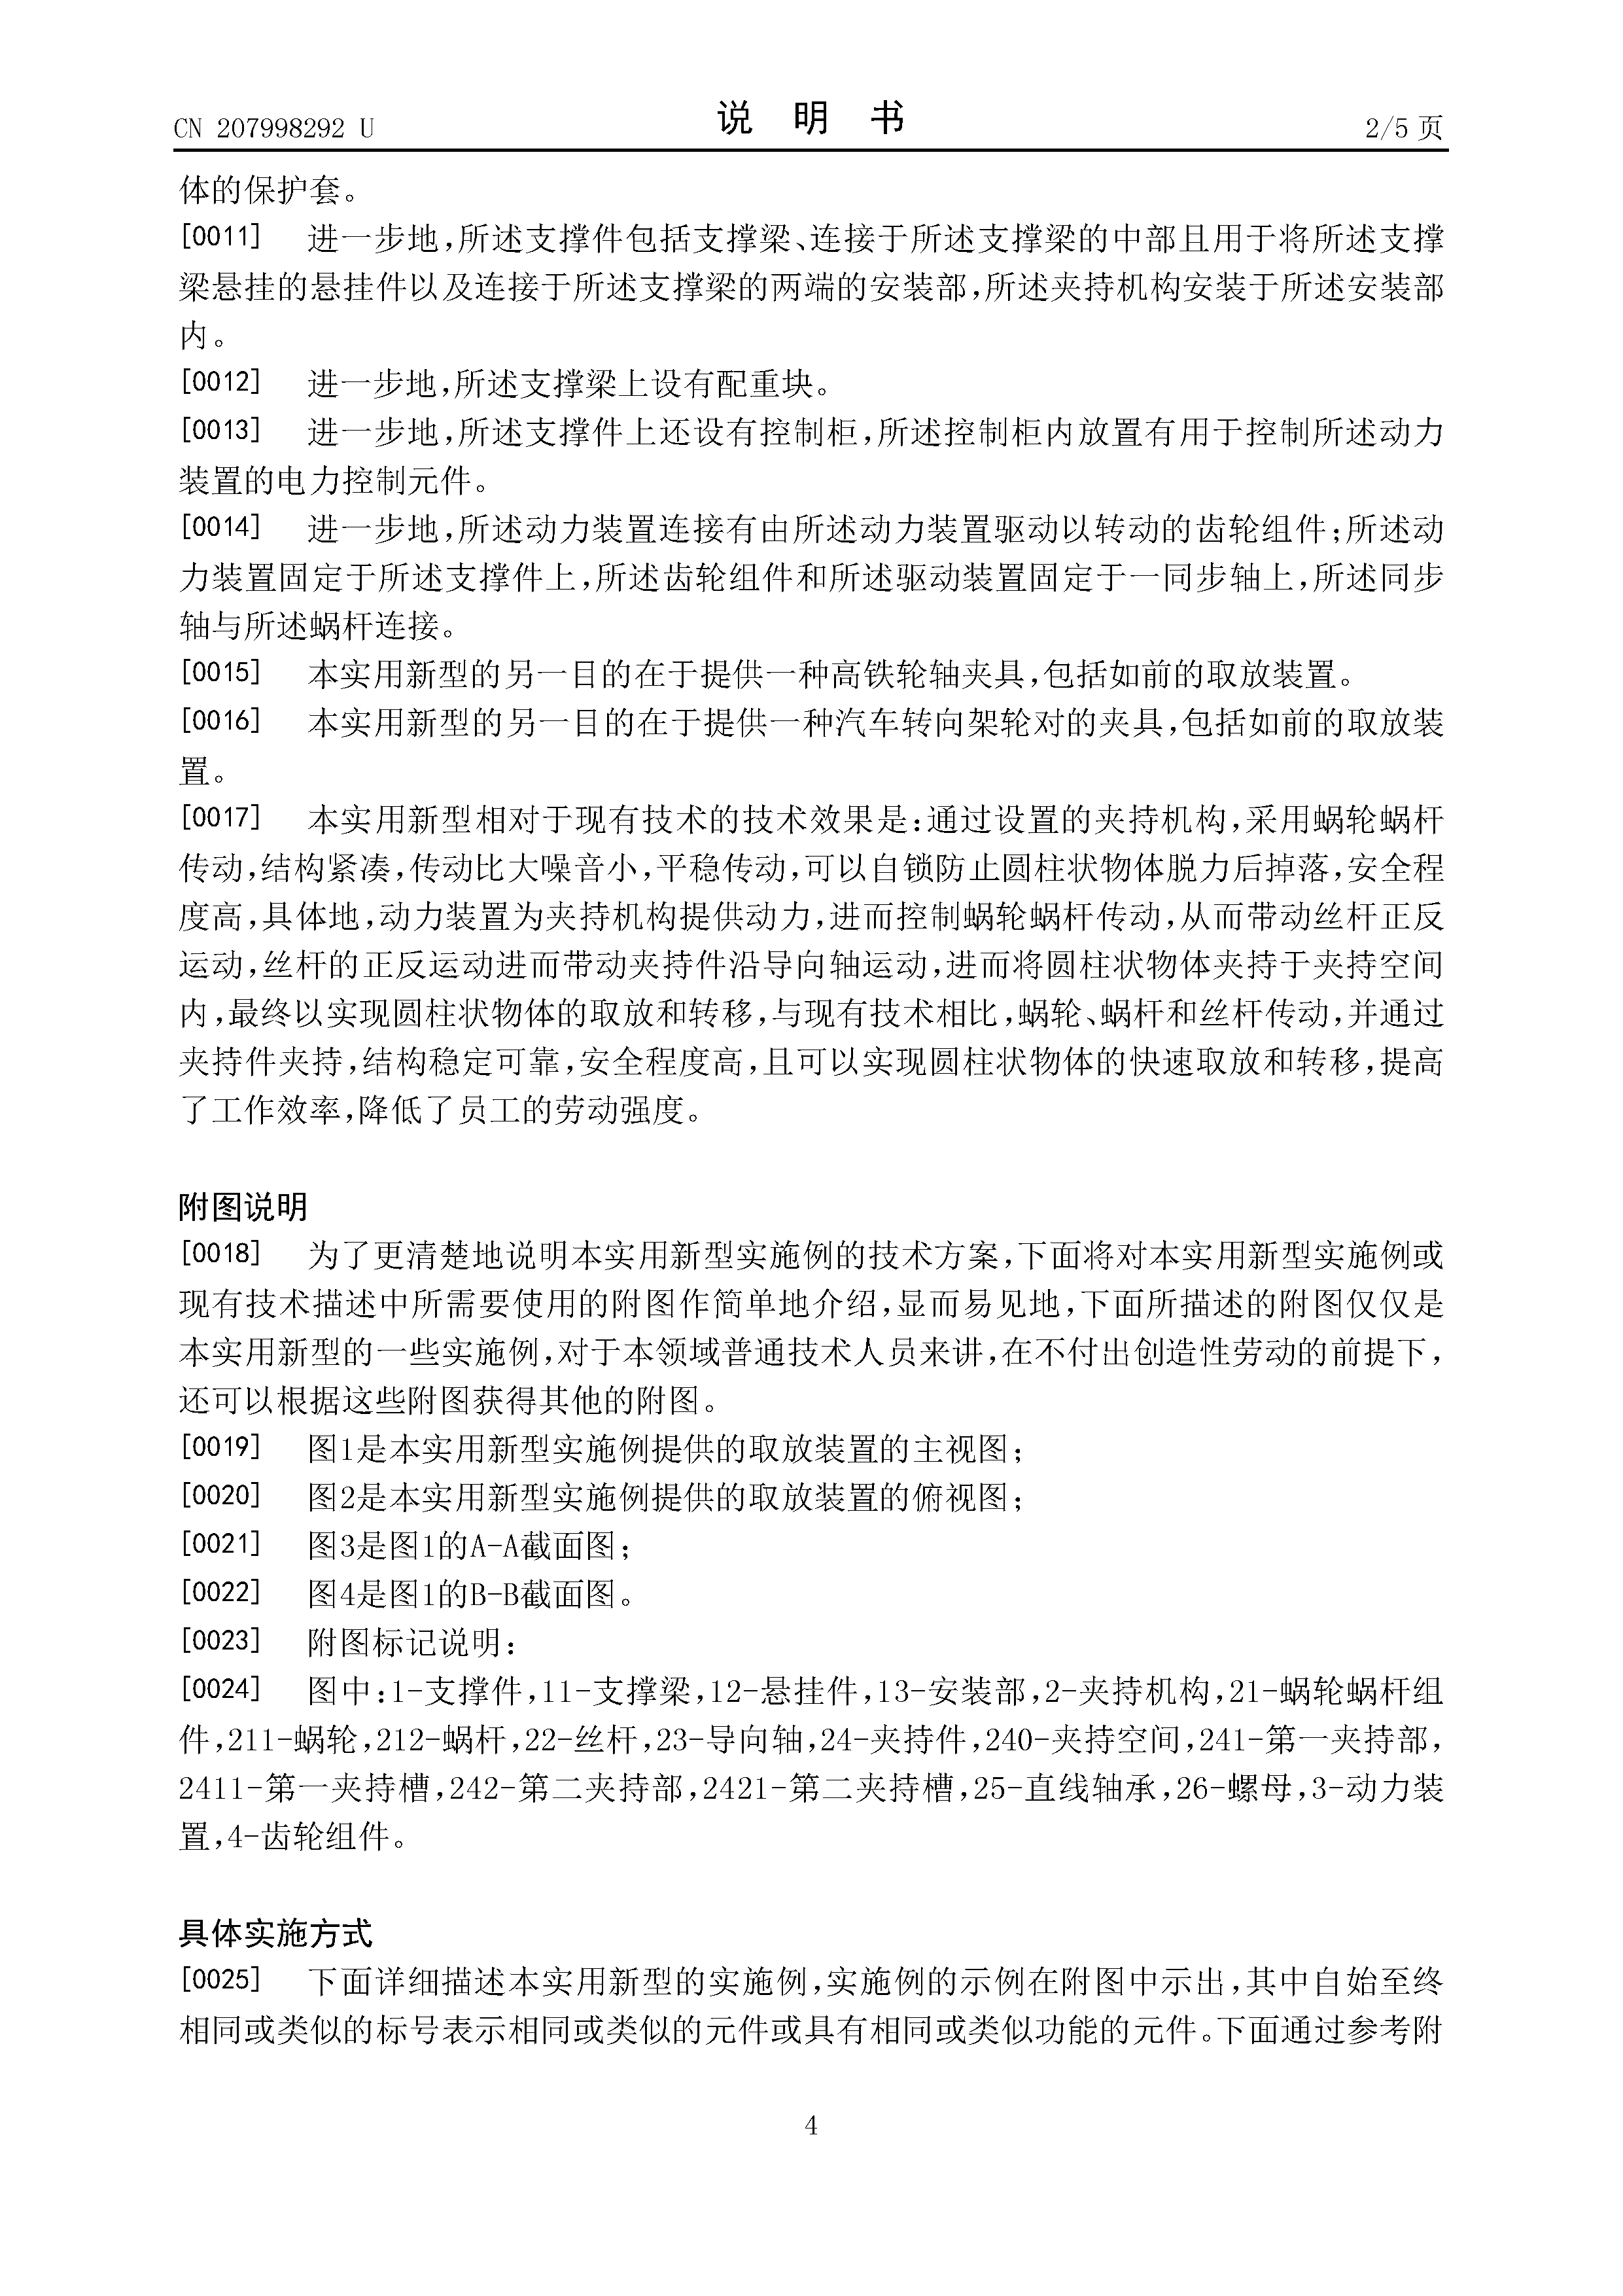 CN 207998292 U
说 明 书
2/5 页
体的保护套。
[0011] 进一步地,所述支撑件包括支撑梁、连接于所述支撑梁的中部且用于将所述支撑
梁悬挂的悬挂件以及连接于所述支撑梁的两端的安装部,所述夹持机构安装于所述安装部
内。
[0012] 进一步地,所述支撑梁上设有配重块。
[0013] 进一步地,所述支撑件上还设有控制柜,所述控制柜内放置有用于控制所述动力
装置的电力控制元件。
[0014] 进一步地,所述动力装置连接有由所述动力装置驱动以转动的齿轮组件;所述动
力装置固定于所述支撑件上,所述齿轮组件和所述驱动装置固定于一同步轴上,所述同步
轴与所述蜗杆连接。
[0015] 本实用新型的另一目的在于提供一种高铁轮轴夹具,包括如前的取放装置。
[0016] 本实用新型的另一目的在于提供一种汽车转向架轮对的夹具,包括如前的取放装
置。
[0017] 本实用新型相对于现有技术的技术效果是:通过设置的夹持机构,采用蜗轮蜗杆
传动,结构紧凑,传动比大噪音小,平稳传动,可以自锁防止圆柱状物体脱力后掉落,安全程
度高,具体地,动力装置为夹持机构提供动力,进而控制蜗轮蜗杆传动,从而带动丝杆正反
运动,丝杆的正反运动进而带动夹持件沿导向轴运动,进而将圆柱状物体夹持于夹持空间
内,最终以实现圆柱状物体的取放和转移,与现有技术相比,蜗轮、蜗杆和丝杆传动,并通过
夹持件夹持,结构稳定可靠,安全程度高,且可以实现圆柱状物体的快速取放和转移,提高
了工作效率,降低了员工的劳动强度。
附图说明
[0018] 为了更清楚地说明本实用新型实施例的技术方案,下面将对本实用新型实施例或
现有技术描述中所需要使用的附图作简单地介绍,显而易见地,下面所描述的附图仅仅是
本实用新型的一些实施例,对于本领域普通技术人员来讲,在不付出创造性劳动的前提下,
还可以根据这些附图获得其他的附图。
[0019] 图1是本实用新型实施例提供的取放装置的主视图;
[0020] 图2是本实用新型实施例提供的取放装置的俯视图;
[0021] 图3是图1的A-A截面图;
[0022] 图4是图1的B-B截面图。
[0023] 附图标记说明:
[0024] 图中:1-支撑件,11-支撑梁,12-悬挂件,13-安装部,2-夹持机构,21-蜗轮蜗杆组
件,211-蜗轮,212-蜗杆,22-丝杆,23-导向轴,24-夹持件,240-夹持空间,241-第一夹持部,
2411-第一夹持槽,242-第二夹持部,2421-第二夹持槽,25-直线轴承,26-螺母,3-动力装
置,4-齿轮组件。
具体实施方式
[0025] 下面详细描述本实用新型的实施例,实施例的示例在附图中示出,其中自始至终
相同或类似的标号表示相同或类似的元件或具有相同或类似功能的元件。下面通过参考附
4